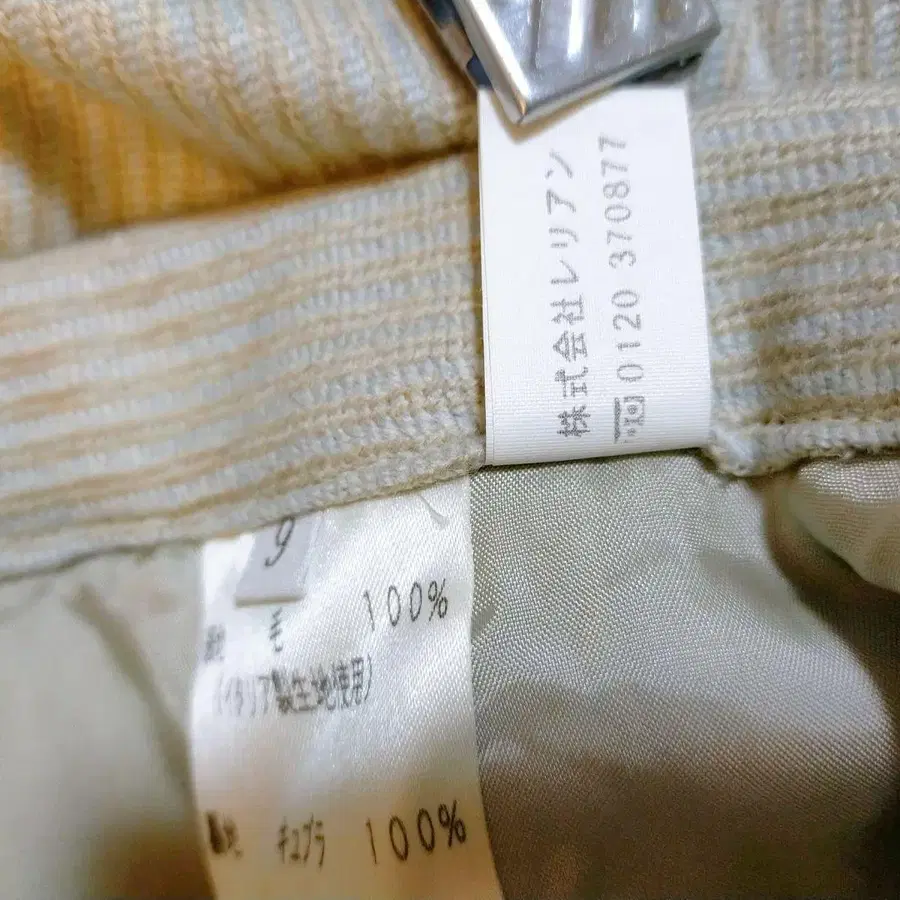 株式会社レリアン
0120 370877
9
毛 100%
(イタリア製生地使用)
キュプラ 100%